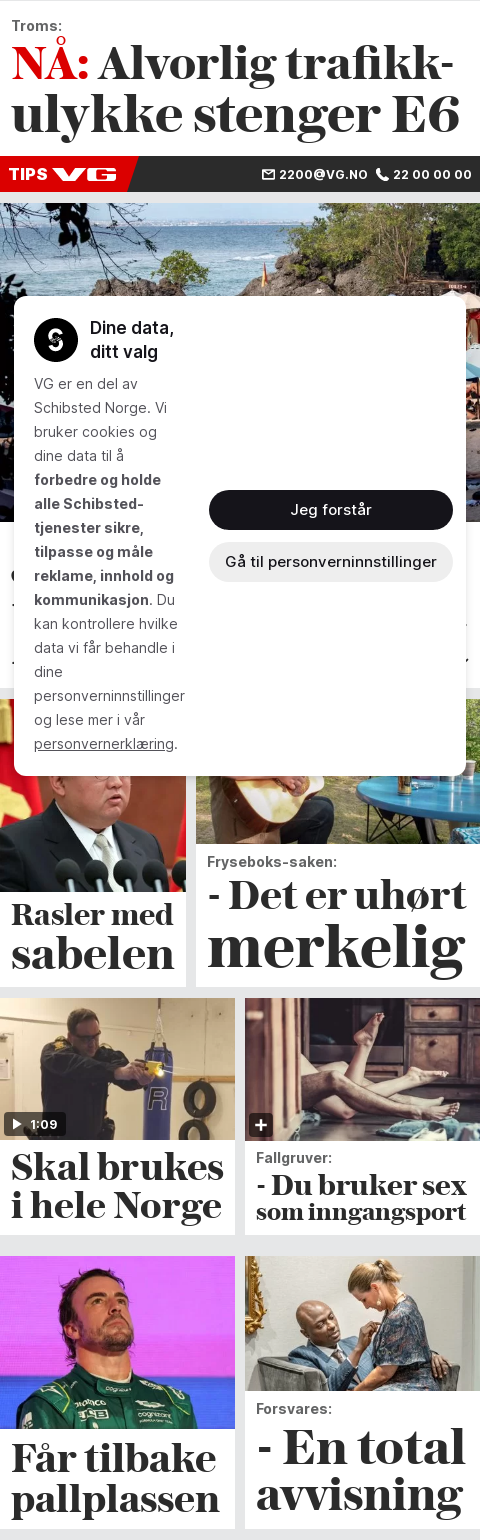 Troms:
NÅ: Alvorlig trafikk-
ulykke stenger E6
TIPS VG
2200@VG.NO 22 00 00 00
Dine data,
ditt valg
VG er en del av
Schibsted Norge. Vi
bruker cookies og
dine data til å
forbedre og holde
alle Schibsted-
tjenester sikre,
tilpasse og måle
reklame, innhold og
kommunikasjon. Du
kan kontrollere hvilke
data vi får behandle i
dine
personverninnstillinger
og lese mer i vår
personvernerklæring.
Jeg forstår
Gå til personverninnstillinger
Rasler med
sabelen
Fryseboks-saken:
- Det er uhørt
merkelig
1:09
Skal brukes
i hele Norge
Fallgruver:
- Du bruker sex
som inngangsport
cognizant
Får tilbake
pallplassen
Forsvares:
- En total
avvisning